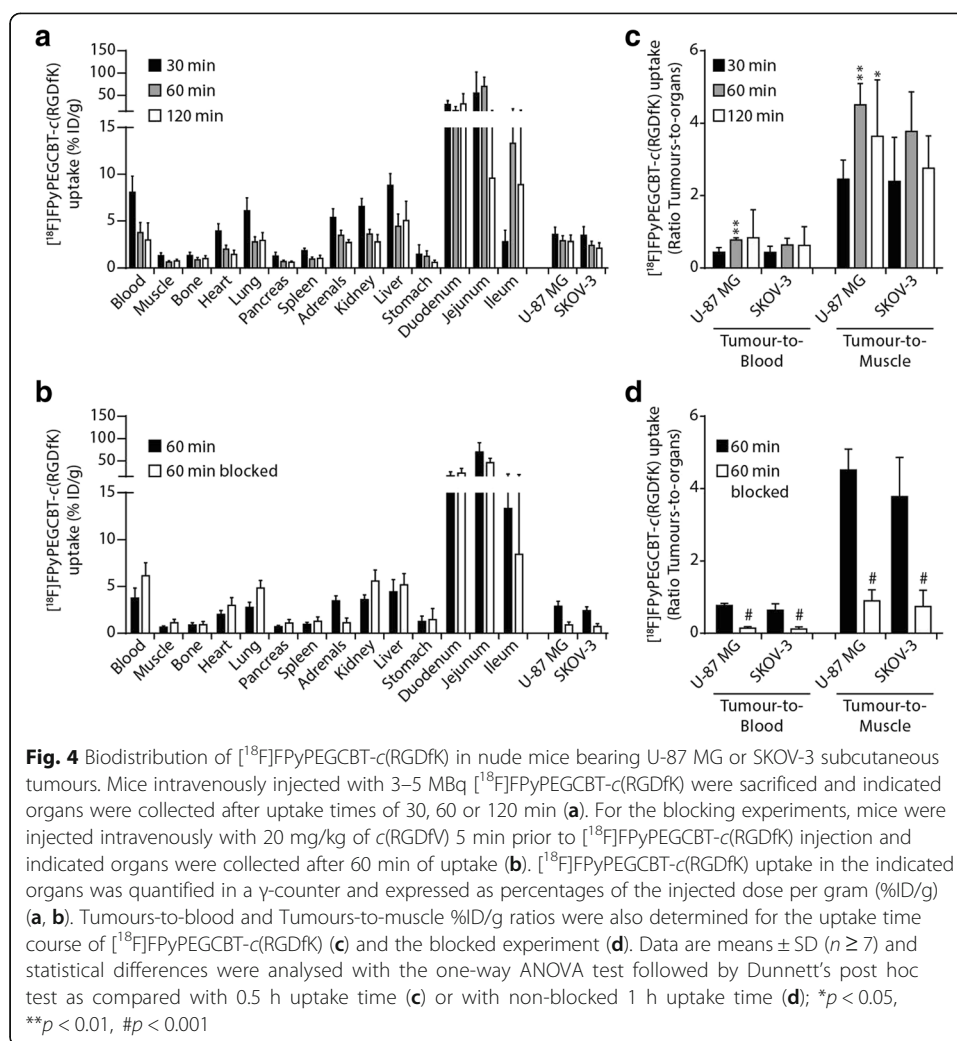 a
[¹⁸F]FPyPEGCBT-c(RGDfK)
uptake (% ID/g)
150
100
50
15
10
5
0
30 min
60 min
120 min
Blood
Muscle
Bone
Heart
Lung
Pancreas
Spleen
Adrenals
Kidney
Liver
Stomach
Duodenum
Jejunum
Ileum
U-87 MG
SKOV-3
c
[¹⁸F]FPyPEGCBT-c(RGDfK) uptake
(Ratio Tumours-to-organs)
6
4
2
0
30 min
60 min
120 min
**
**
*
U-87 MG
SKOV-3
U-87 MG
SKOV-3
Tumour-to-
Blood
Tumour-to-
Muscle
b
[¹⁸F]FPyPEGCBT-c(RGDfK)
uptake (% ID/g)
150
100
50
15
10
5
0
60 min
60 min blocked
Blood
Muscle
Bone
Heart
Lung
Pancreas
Spleen
Adrenals
Kidney
Liver
Stomach
Duodenum
Jejunum
Ileum
U-87 MG
SKOV-3
d
[¹⁸F]FPyPEGCBT-c(RGDfK) uptake
(Ratio Tumours-to-organs)
6
4
2
0
60 min
60 min
blocked
#
#
#
#
U-87 MG
SKOV-3
U-87 MG
SKOV-3
Tumour-to-
Blood
Tumour-to-
Muscle
Fig. 4 Biodistribution of [¹⁸F]FPyPEGCBT-c(RGDfK) in nude mice bearing U-87 MG or SKOV-3 subcutaneous
tumours. Mice intravenously injected with 3–5 MBq [¹⁸F]FPyPEGCBT-c(RGDfK) were sacrificed and indicated
organs were collected after uptake times of 30, 60 or 120 min (a). For the blocking experiments, mice were
injected intravenously with 20 mg/kg of c(RGDfV) 5 min prior to [¹⁸F]FPyPEGCBT-c(RGDfK) injection and
indicated organs were collected after 60 min of uptake (b). [¹⁸F]FPyPEGCBT-c(RGDfK) uptake in the indicated
organs was quantified in a γ-counter and expressed as percentages of the injected dose per gram (%ID/g)
(a, b). Tumours-to-blood and Tumours-to-muscle %ID/g ratios were also determined for the uptake time
course of [¹⁸F]FPyPEGCBT-c(RGDfK) (c) and the blocked experiment (d). Data are means ± SD (n ≥ 7) and
statistical differences were analysed with the one-way ANOVA test followed by Dunnett's post hoc
test as compared with 0.5 h uptake time (c) or with non-blocked 1 h uptake time (d); *p < 0.05,
**p < 0.01, #p < 0.001